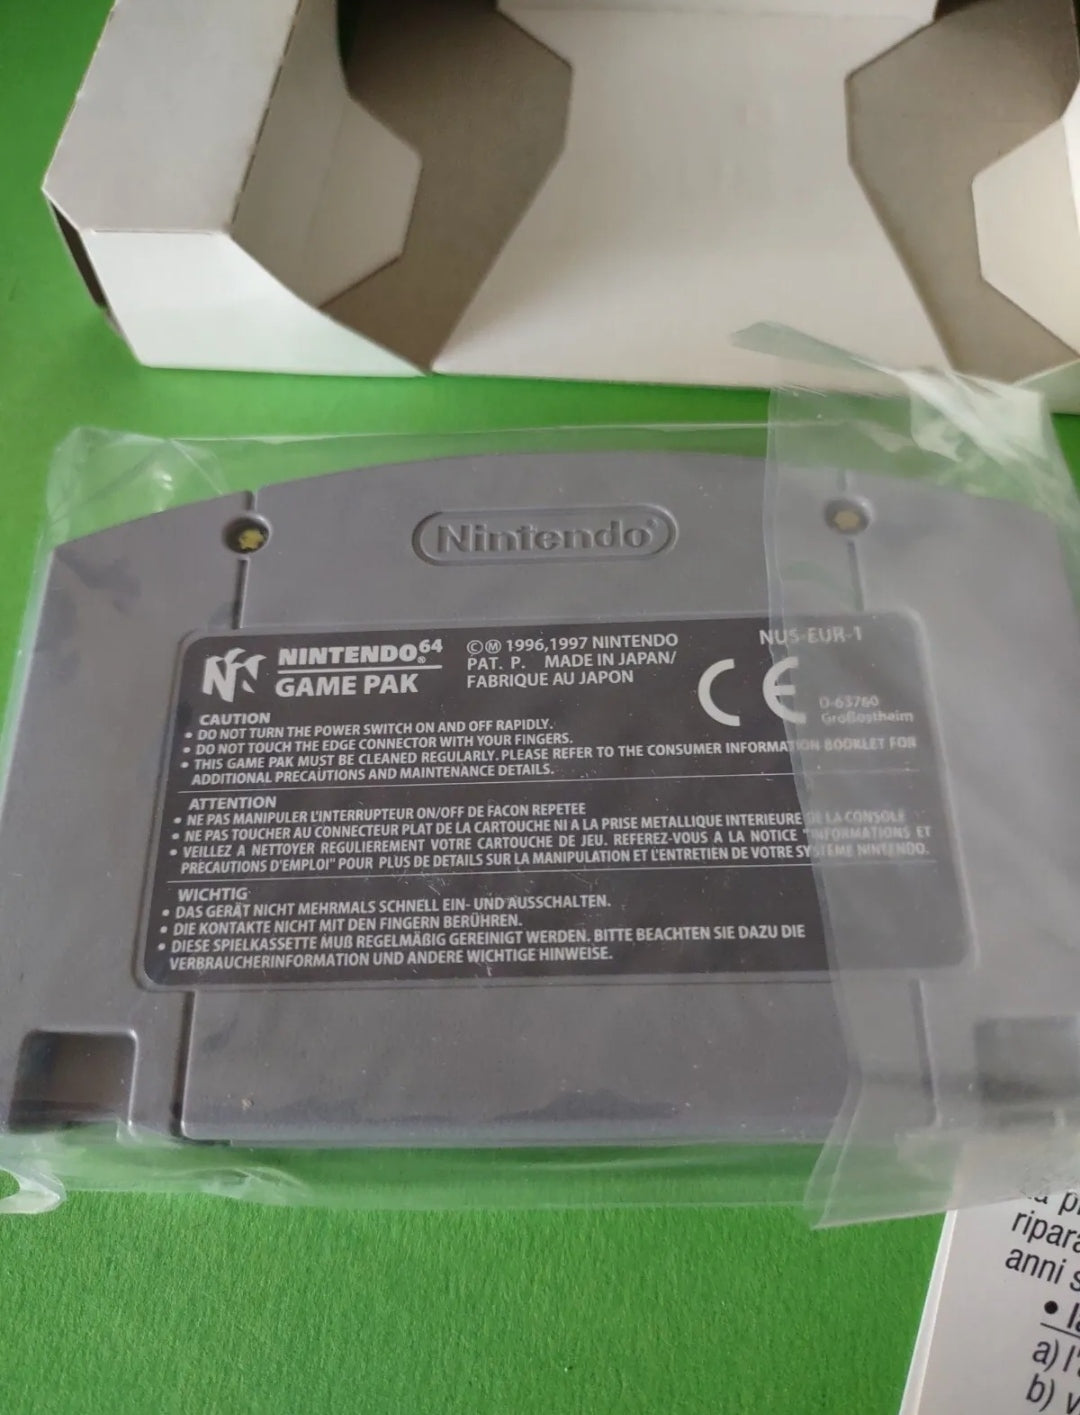 Nintendo®
NINTENDO64®
GAME PAK
©Ⓜ 1996,1997 NINTENDO
PAT. P. MADE IN JAPAN/
FABRIQUE AU JAPON
NUS-EUR-1
CE
D-63760
Großostheim
CAUTION
• DO NOT TURN THE POWER SWITCH ON AND OFF RAPIDLY.
• DO NOT TOUCH THE EDGE CONNECTOR WITH YOUR FINGERS.
• THIS GAME PAK MUST BE CLEANED REGULARLY. PLEASE REFER TO THE CONSUMER INFORMATION BOOKLET FOR
ADDITIONAL PRECAUTIONS AND MAINTENANCE DETAILS.
ATTENTION
• NE PAS MANIPULER L'INTERRUPTEUR ON/OFF DE FACON REPETEE
• NE PAS TOUCHER AU CONNECTEUR PLAT DE LA CARTOUCHE NI A LA PRISE METALLIQUE INTERIEURE DE LA CONSOLE
• VEILLEZ A NETTOYER REGULIEREMENT VOTRE CARTOUCHE DE JEU. REFEREZ-VOUS A LA NOTICE "INFORMATIONS ET
PRECAUTIONS D'EMPLOI" POUR PLUS DE DETAILS SUR LA MANIPULATION ET L'ENTRETIEN DE VOTRE SYSTEME NINTENDO.
WICHTIG
• DAS GERÄT NICHT MEHRMALS SCHNELL EIN- UND AUSSCHALTEN.
• DIE KONTAKTE NICHT MIT DEN FINGERN BERÜHREN.
• DIESE SPIELKASSETTE MUß REGELMÄßIG GEREINIGT WERDEN. BITTE BEACHTEN SIE DAZU DIE
VERBRAUCHERINFORMATION UND ANDERE WICHTIGE HINWEISE.
ripara
anni s
a) l'
b) v